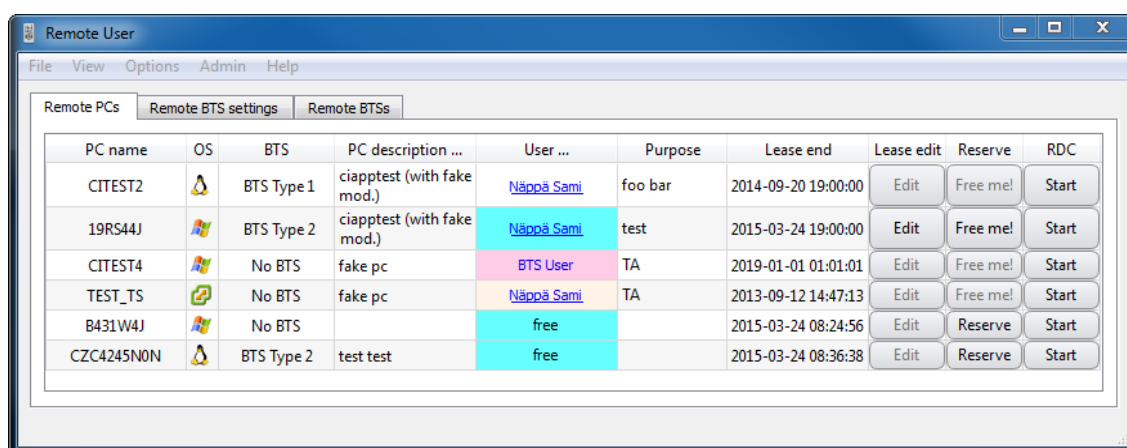 Remote User
File View Options Admin Help
Remote PCs Remote BTS settings Remote BTSs
PC name OS BTS PC description ... User ... Purpose Lease end Lease edit Reserve RDC
CITEST2 BTS Type 1 ciapptest (with fake mod.) Näppä Sami foo bar 2014-09-20 19:00:00 Edit Free me! Start
19RS44J BTS Type 2 ciapptest (with fake mod.) Näppä Sami test 2015-03-24 19:00:00 Edit Free me! Start
CITEST4 No BTS fake pc BTS User TA 2019-01-01 01:01:01 Edit Free me! Start
TEST_TS No BTS fake pc Näppä Sami TA 2013-09-12 14:47:13 Edit Free me! Start
B431W4J No BTS free 2015-03-24 08:24:56 Edit Reserve Start
CZC4245N0N BTS Type 2 test test free 2015-03-24 08:36:38 Edit Reserve Start